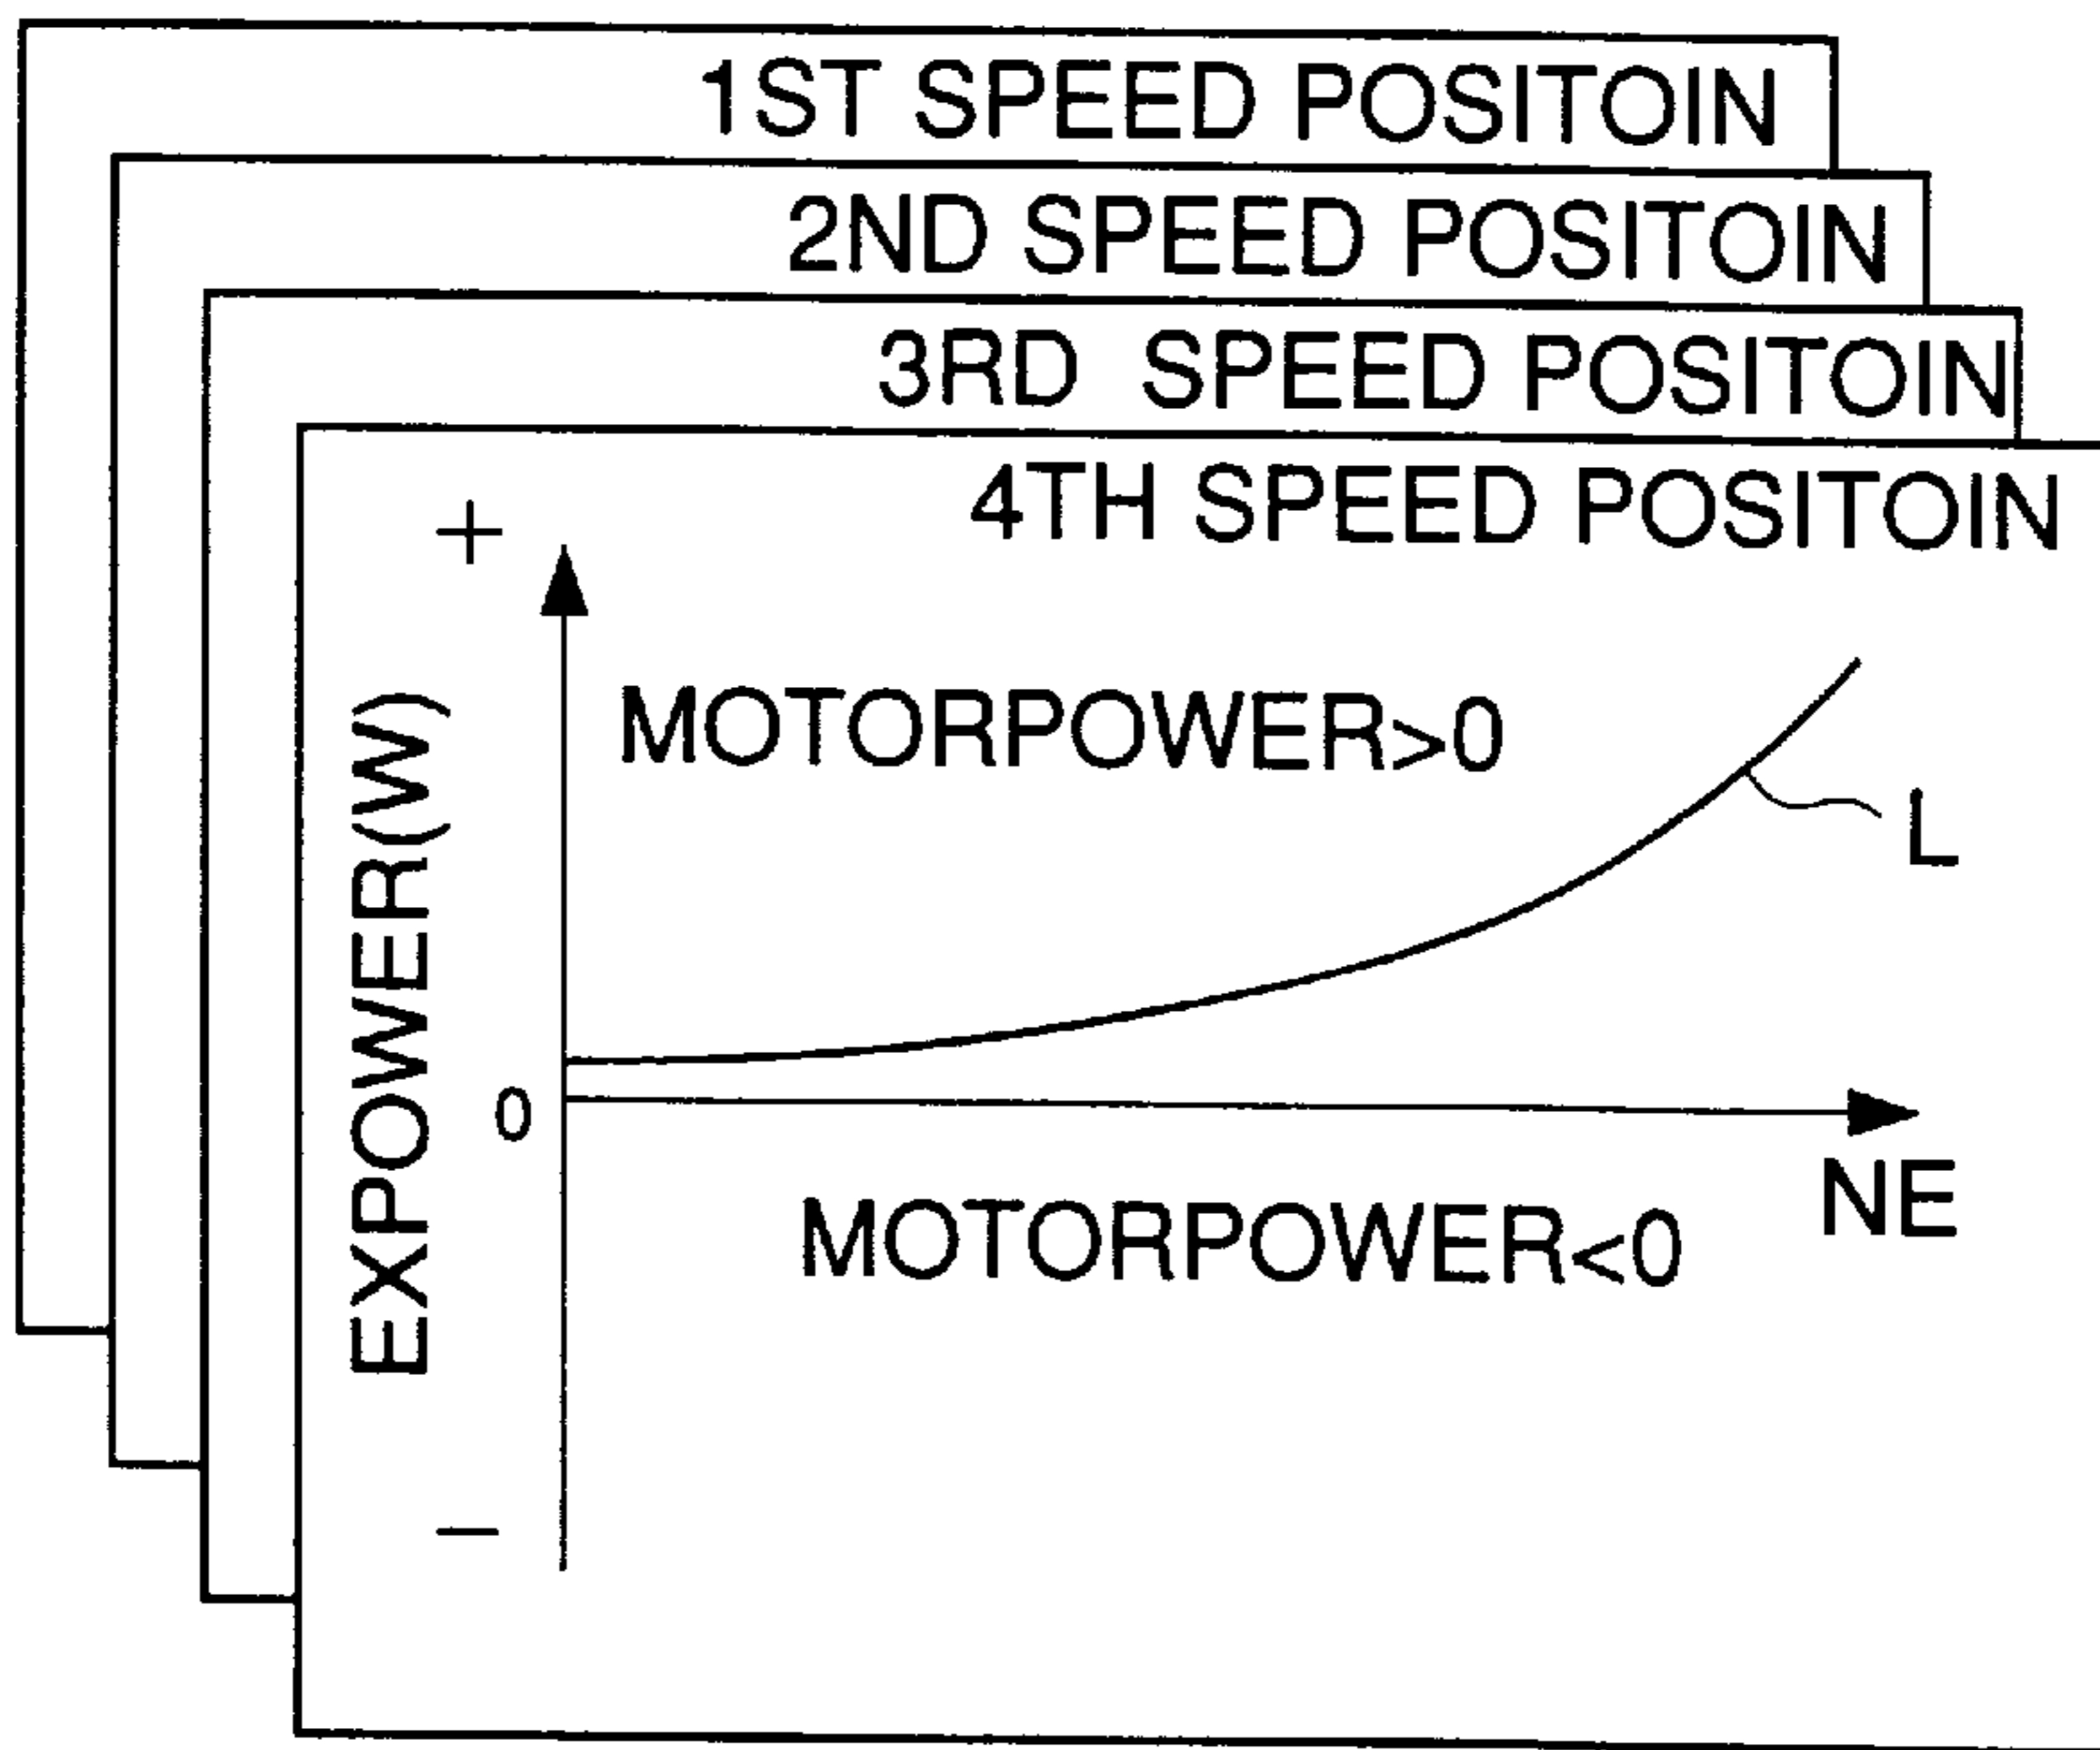 1ST SPEED POSITOIN
2ND SPEED POSITOIN
3RD SPEED POSITOIN
4TH SPEED POSITOIN
+
MOTORPOWER>0
L
EXPOWER(W)
0
NE
MOTORPOWER<0
−